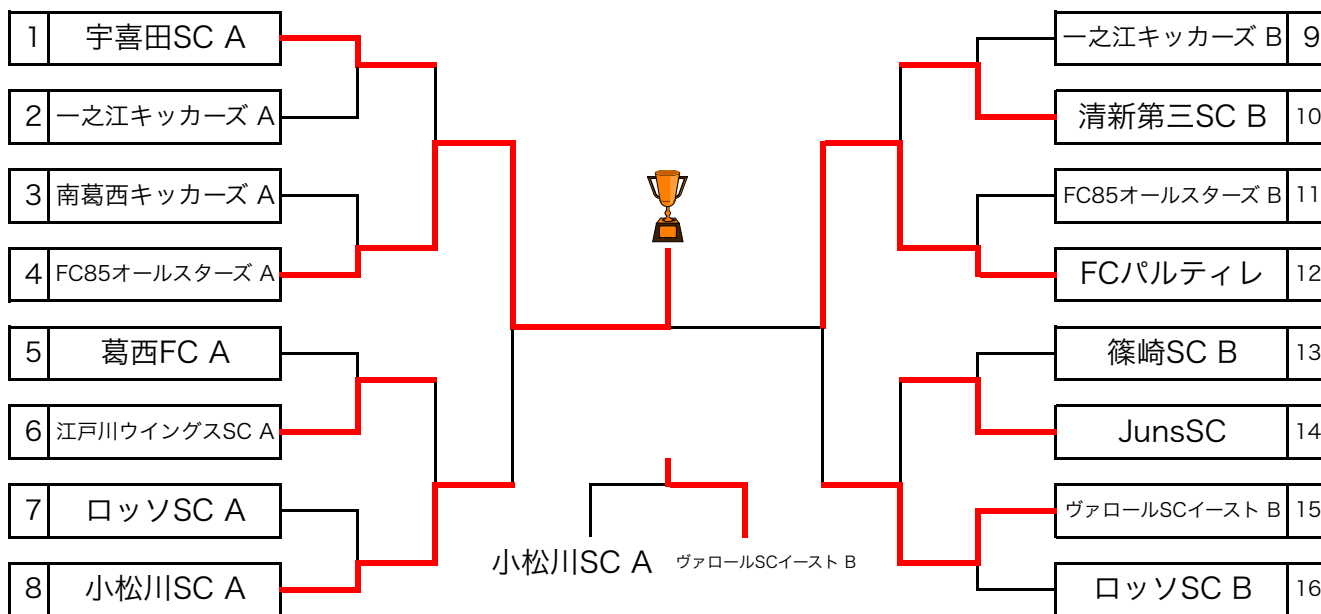 1 宇喜田SC A
2 一之江キッカーズ A
3 南葛西キッカーズ A
4 FC85オールスターズ A
5 葛西FC A
6 江戸川ウイングスSC A
7 ロッソSC A
8 小松川SC A
一之江キッカーズ B 9
清新第三SC B 10
FC85オールスターズ B 11
FCパルティレ 12
篠崎SC B 13
JunsSC 14
ヴァロールSCイースト B 15
ロッソSC B 16
小松川SC A
ヴァロールSCイースト B